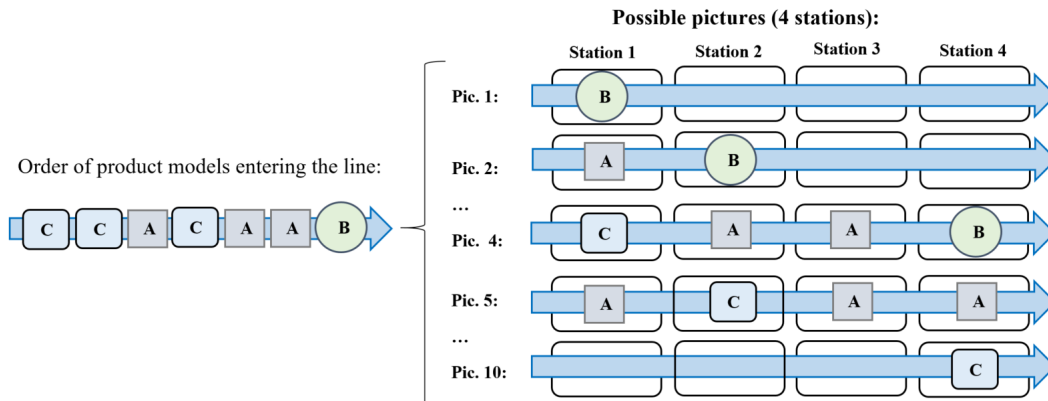 Possible pictures (4 stations):
Station 1 Station 2 Station 3 Station 4
Pic. 1: B
Pic. 2: A B
...
Order of product models entering the line:
C C A C A A B
Pic. 4: C A A B
Pic. 5: A C A A
...
Pic. 10: C